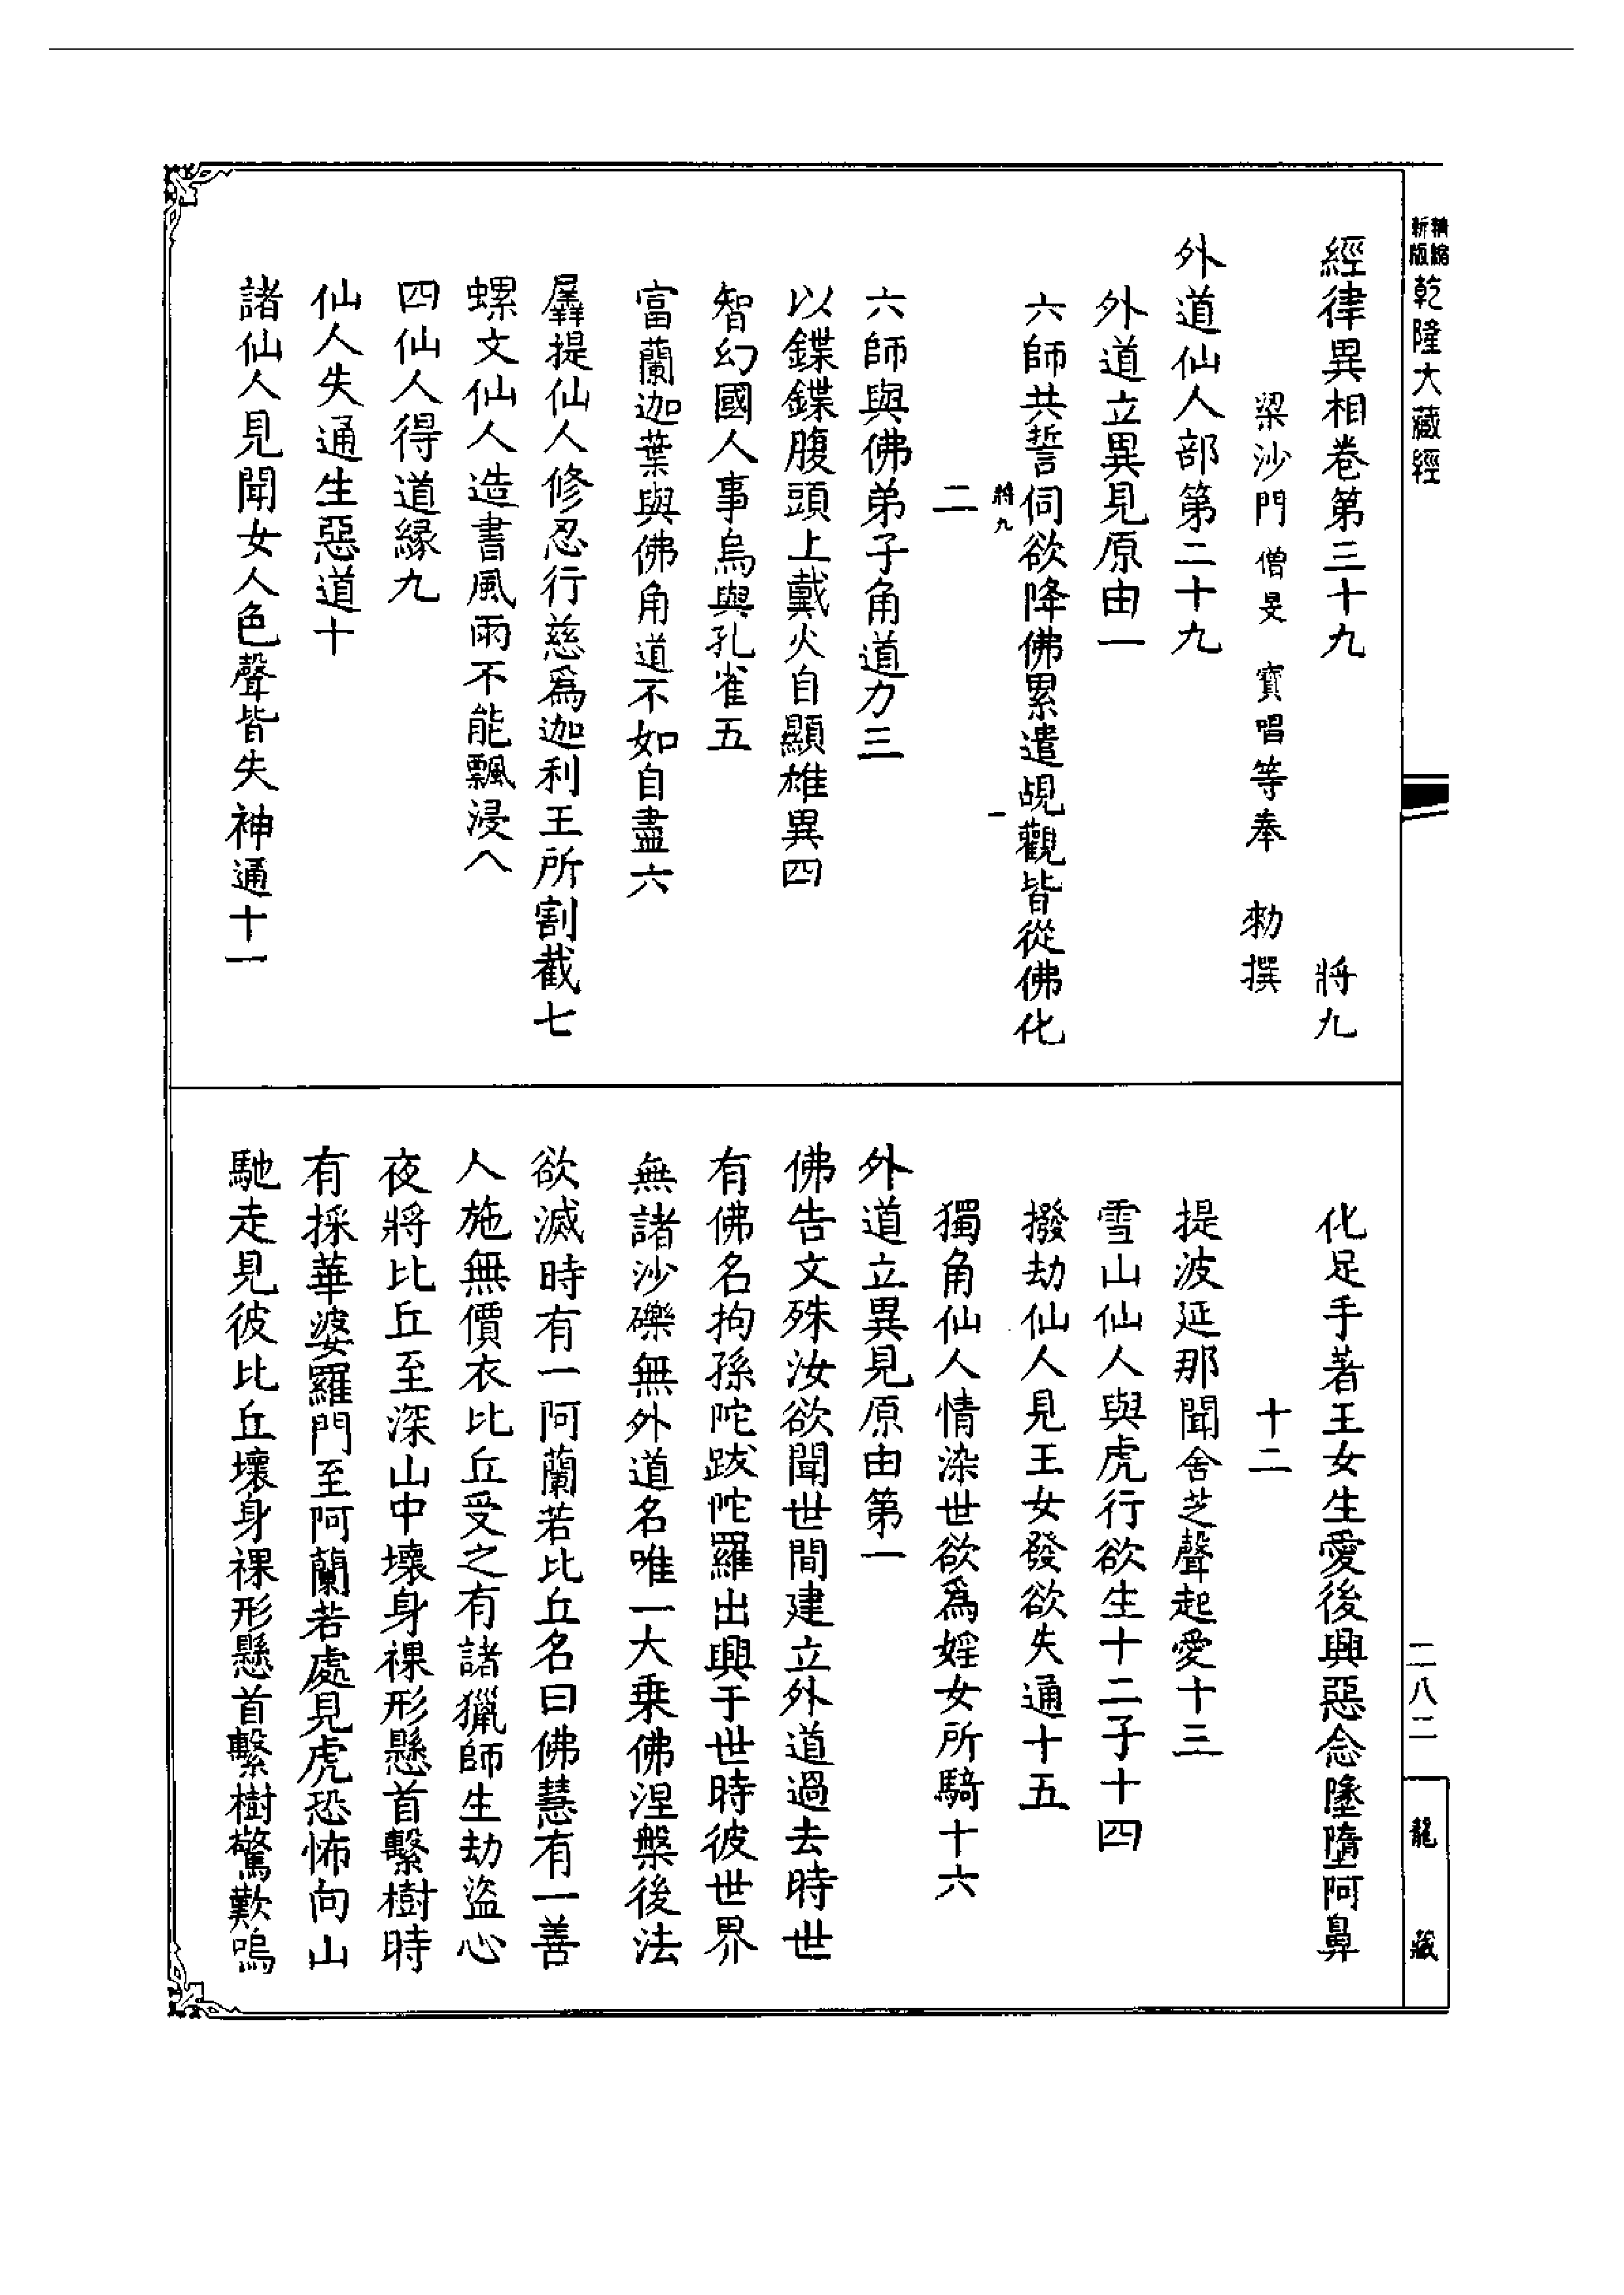 精縮新版乾隆大藏經
經律異相卷第三十九　將九
梁沙門僧旻　寶唱等奉　勑撰
外道仙人部第二十九
外道立異見原由一
六師共誓伺欲降佛累遣覘觀皆從佛化
將九　一
二
六師與佛弟子角道力三
以鍱鍱腹頭上戴火自顯雄異四
智幻國人事烏與孔雀五
富蘭迦葉與佛角道不如自盡六
羼提仙人修忍行慈爲迦利王所割截七
螺文仙人造書風雨不能飄浸八
四仙人得道緣九
仙人失通生惡道十
諸仙人見聞女人色聲皆失神通十一
化足手著王女生愛後興惡念墜墮阿鼻
十二
提波延那聞舍芝聲起愛十三
雪山仙人與虎行欲生十二子十四
撥劫仙人見王女發欲失通十五
獨角仙人情染世欲爲婬女所騎十六
外道立異見原由第一
佛告文殊汝欲聞世間建立外道過去時世
有佛名拘孫陀跋陀羅出興于世時彼世界
無諸沙礫無外道名唯一大乘佛涅槃後法
欲滅時有一阿蘭若比丘名曰佛慧有一善
人施無價衣比丘受之有諸獵師生劫盜心
夜將比丘至深山中壞身裸形懸首繫樹時
有採華婆羅門至阿蘭若處見虎恐怖向山
馳走見彼比丘壞身裸形懸首繫樹驚歎嗚
二八二
龍藏